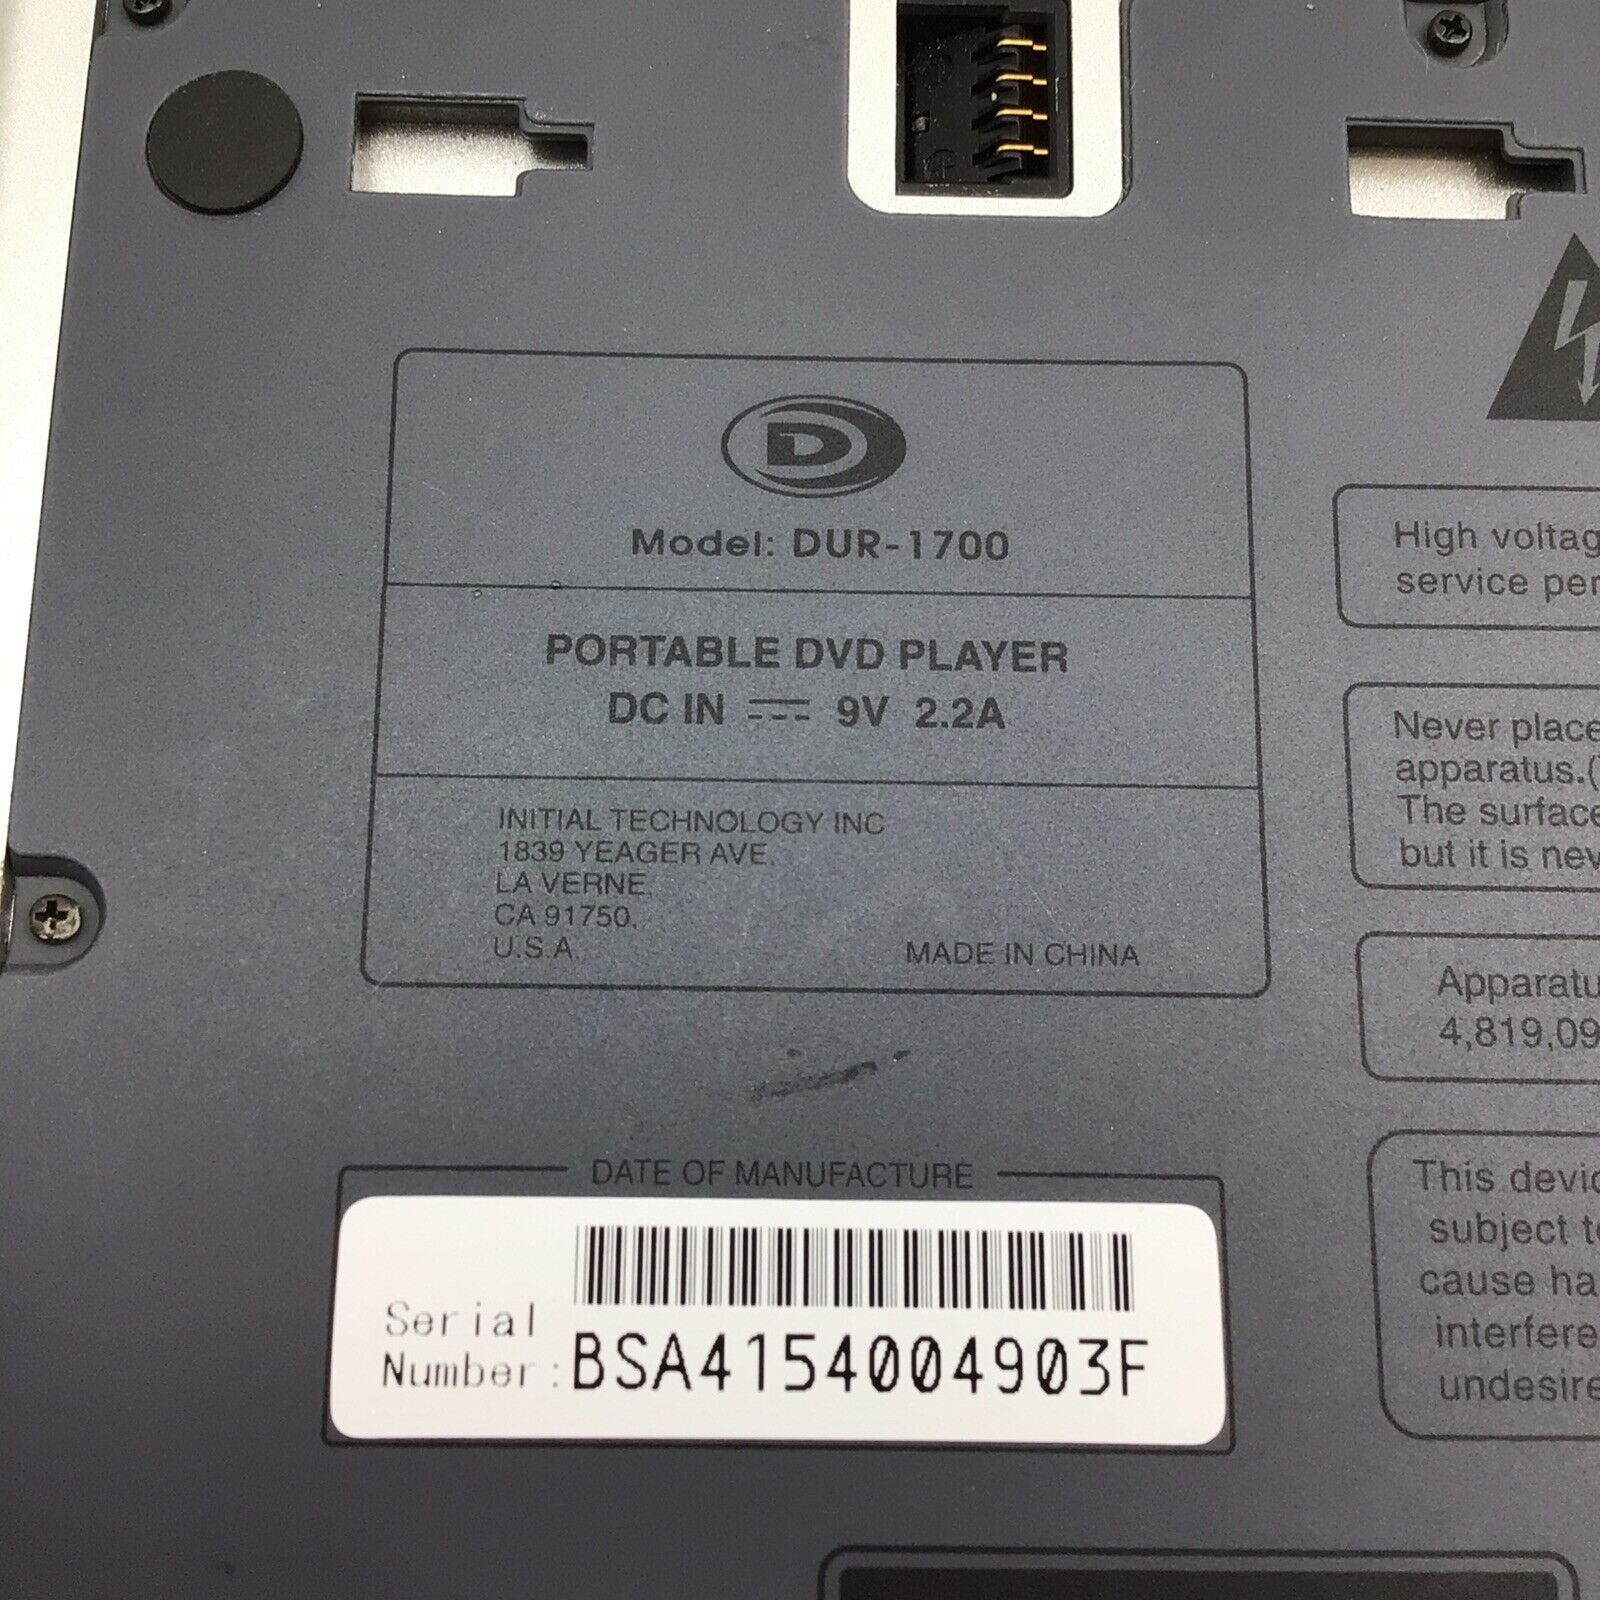 D
Model: DUR-1700
PORTABLE DVD PLAYER
DC IN 9V 2.2A
INITIAL TECHNOLOGY INC
1839 YEAGER AVE.
LA VERNE,
CA 91750,
U.S.A.
MADE IN CHINA
DATE OF MANUFACTURE
Serial
Number: BSA4154004903F
High voltag
service per
Never place
apparatus.(
The surface
but it is nev
Apparatu
4,819,09
This devic
subject to
cause ha
interfere
undesire